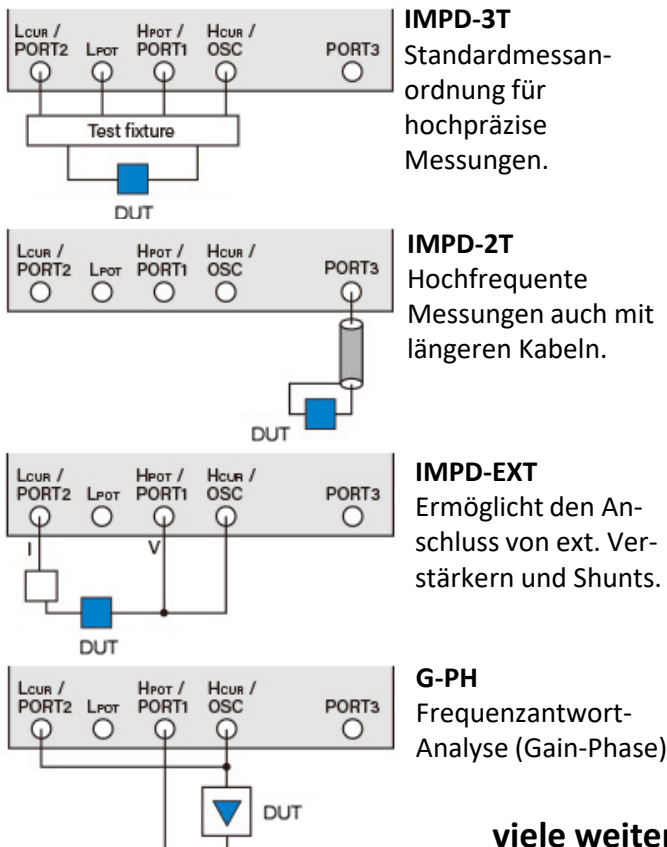 LCUR / HPOT / HCUR /
PORT2 LPOT PORT1 OSC PORT3
Test fixture
DUT
IMPD-3T
Standardmessan-
ordnung für
hochpräzise
Messungen.
LCUR / HPOT / HCUR /
PORT2 LPOT PORT1 OSC PORT3
DUT
IMPD-2T
Hochfrequente
Messungen auch mit
längeren Kabeln.
LCUR / HPOT / HCUR /
PORT2 LPOT PORT1 OSC PORT3
I V
DUT
IMPD-EXT
Ermöglicht den An-
schluss von ext. Ver-
stärkern und Shunts.
LCUR / HPOT / HCUR /
PORT2 LPOT PORT1 OSC PORT3
DUT
G-PH
Frequenzantwort-
Analyse (Gain-Phase)
viele weiter